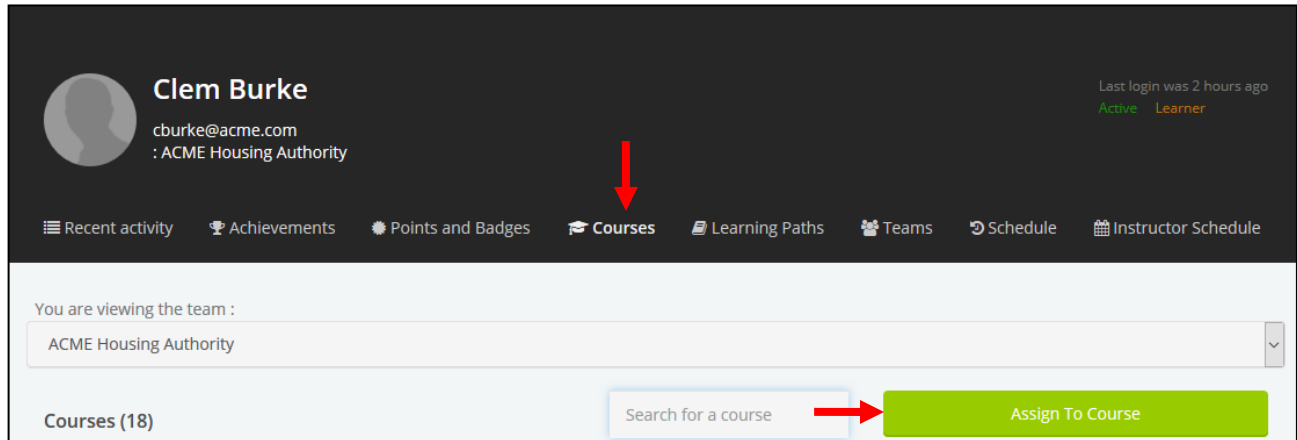 Clem Burke
Last login was 2 hours ago
Active Learner
cburke@acme.com
: ACME Housing Authority
Recent activity Achievements Points and Badges Courses Learning Paths Teams Schedule Instructor Schedule
You are viewing the team :
ACME Housing Authority
Courses (18) Search for a course Assign To Course